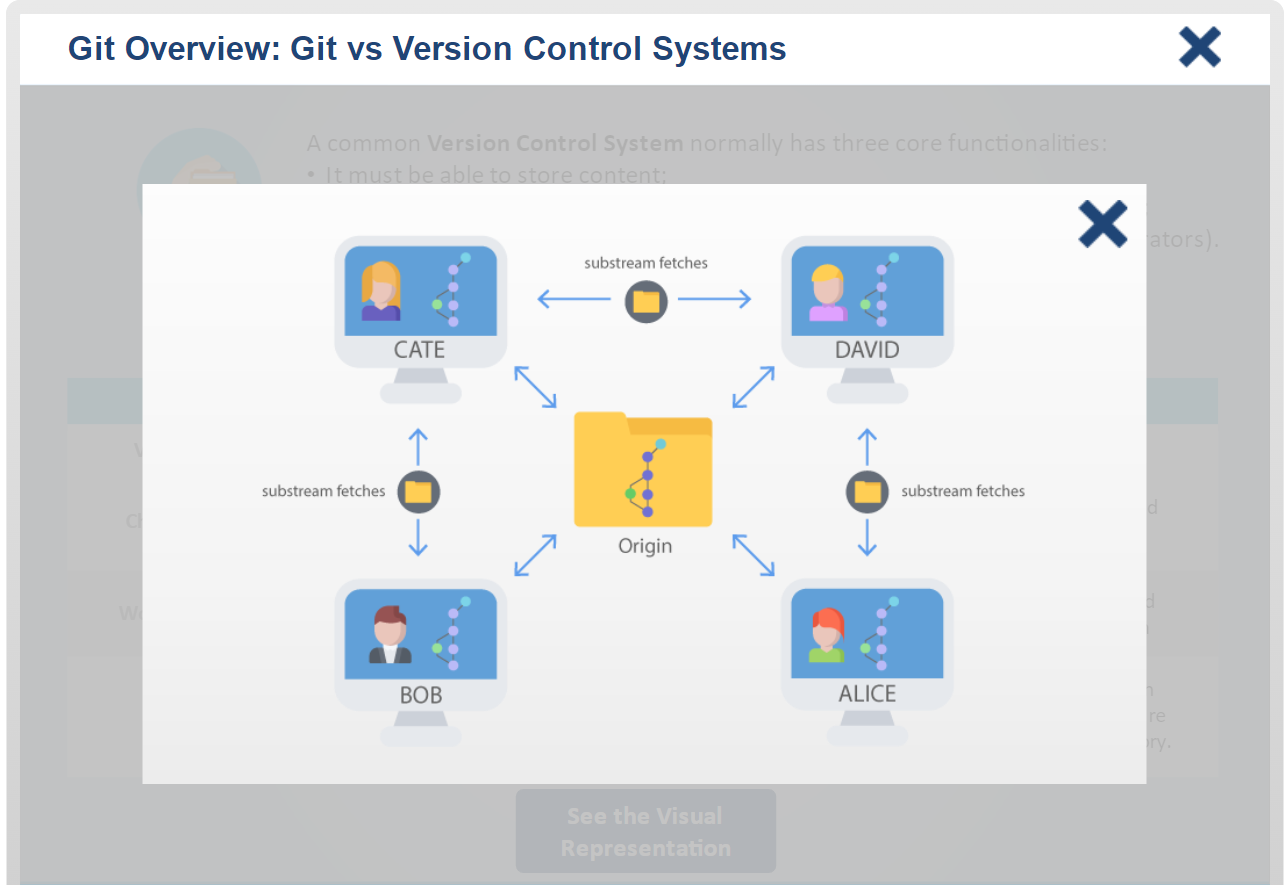 Git Overview: Git vs Version Control Systems
A common Version Control System normally has three core functionalities:
• It must be able to store content;
ators).
substream fetches
CATE
DAVID
substream fetches
substream fetches
Origin
BOB
ALICE
re
ory.
See the Visual
Representation